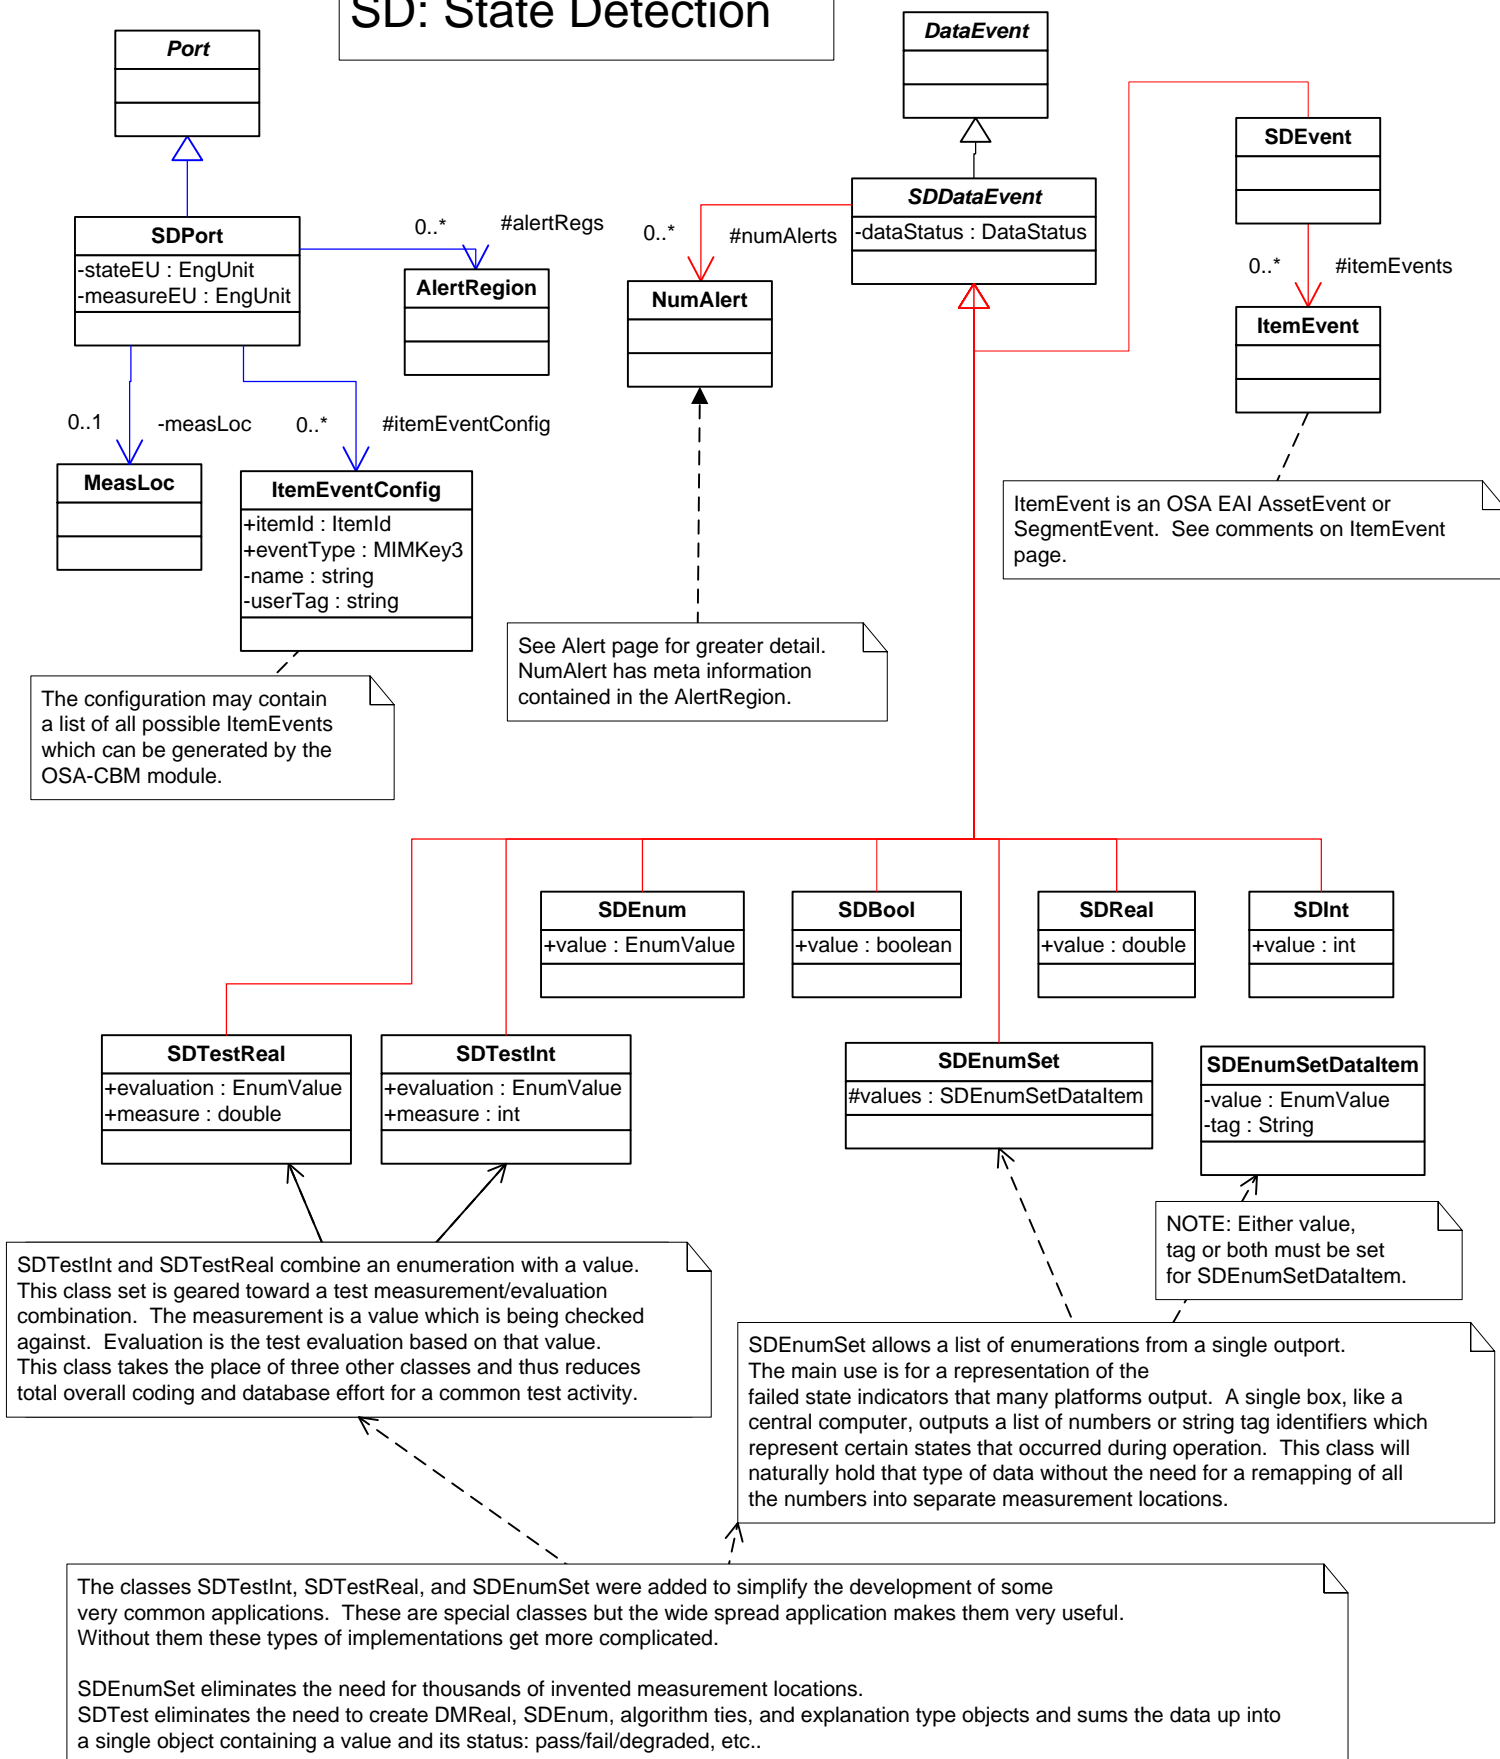 SD: State Detection
Port
DataEvent
SDEvent
SDPort
-stateEU : EngUnit
-measureEU : EngUnit
0..*
#alertRegs
AlertRegion
0..*
#numAlerts
NumAlert
SDDataEvent
-dataStatus : DataStatus
0..*
#itemEvents
ItemEvent
0..1
-measLoc
0..*
#itemEventConfig
MeasLoc
ItemEventConfig
+itemId : ItemId
+eventType : MIMKey3
-name : string
-userTag : string
ItemEvent is an OSA EAI AssetEvent or
SegmentEvent.  See comments on ItemEvent
page.
See Alert page for greater detail.
NumAlert has meta information
contained in the AlertRegion.
The configuration may contain
a list of all possible ItemEvents
which can be generated by the
OSA-CBM module.
SDEnum
+value : EnumValue
SDBool
+value : boolean
SDReal
+value : double
SDInt
+value : int
SDTestReal
+evaluation : EnumValue
+measure : double
SDTestInt
+evaluation : EnumValue
+measure : int
SDEnumSet
#values : SDEnumSetDataItem
SDEnumSetDataItem
-value : EnumValue
-tag : String
NOTE: Either value,
tag or both must be set
for SDEnumSetDataItem.
SDTestInt and SDTestReal combine an enumeration with a value.
This class set is geared toward a test measurement/evaluation
combination.  The measurement is a value which is being checked
against.  Evaluation is the test evaluation based on that value.
This class takes the place of three other classes and thus reduces
total overall coding and database effort for a common test activity.
SDEnumSet allows a list of enumerations from a single outport.
The main use is for a representation of the
failed state indicators that many platforms output.  A single box, like a
central computer, outputs a list of numbers or string tag identifiers which
represent certain states that occurred during operation.  This class will
naturally hold that type of data without the need for a remapping of all
the numbers into separate measurement locations.
The classes SDTestInt, SDTestReal, and SDEnumSet were added to simplify the development of some
very common applications.  These are special classes but the wide spread application makes them very useful.
Without them these types of implementations get more complicated.
SDEnumSet eliminates the need for thousands of invented measurement locations.
SDTest eliminates the need to create DMReal, SDEnum, algorithm ties, and explanation type objects and sums the data up into
a single object containing a value and its status: pass/fail/degraded, etc..